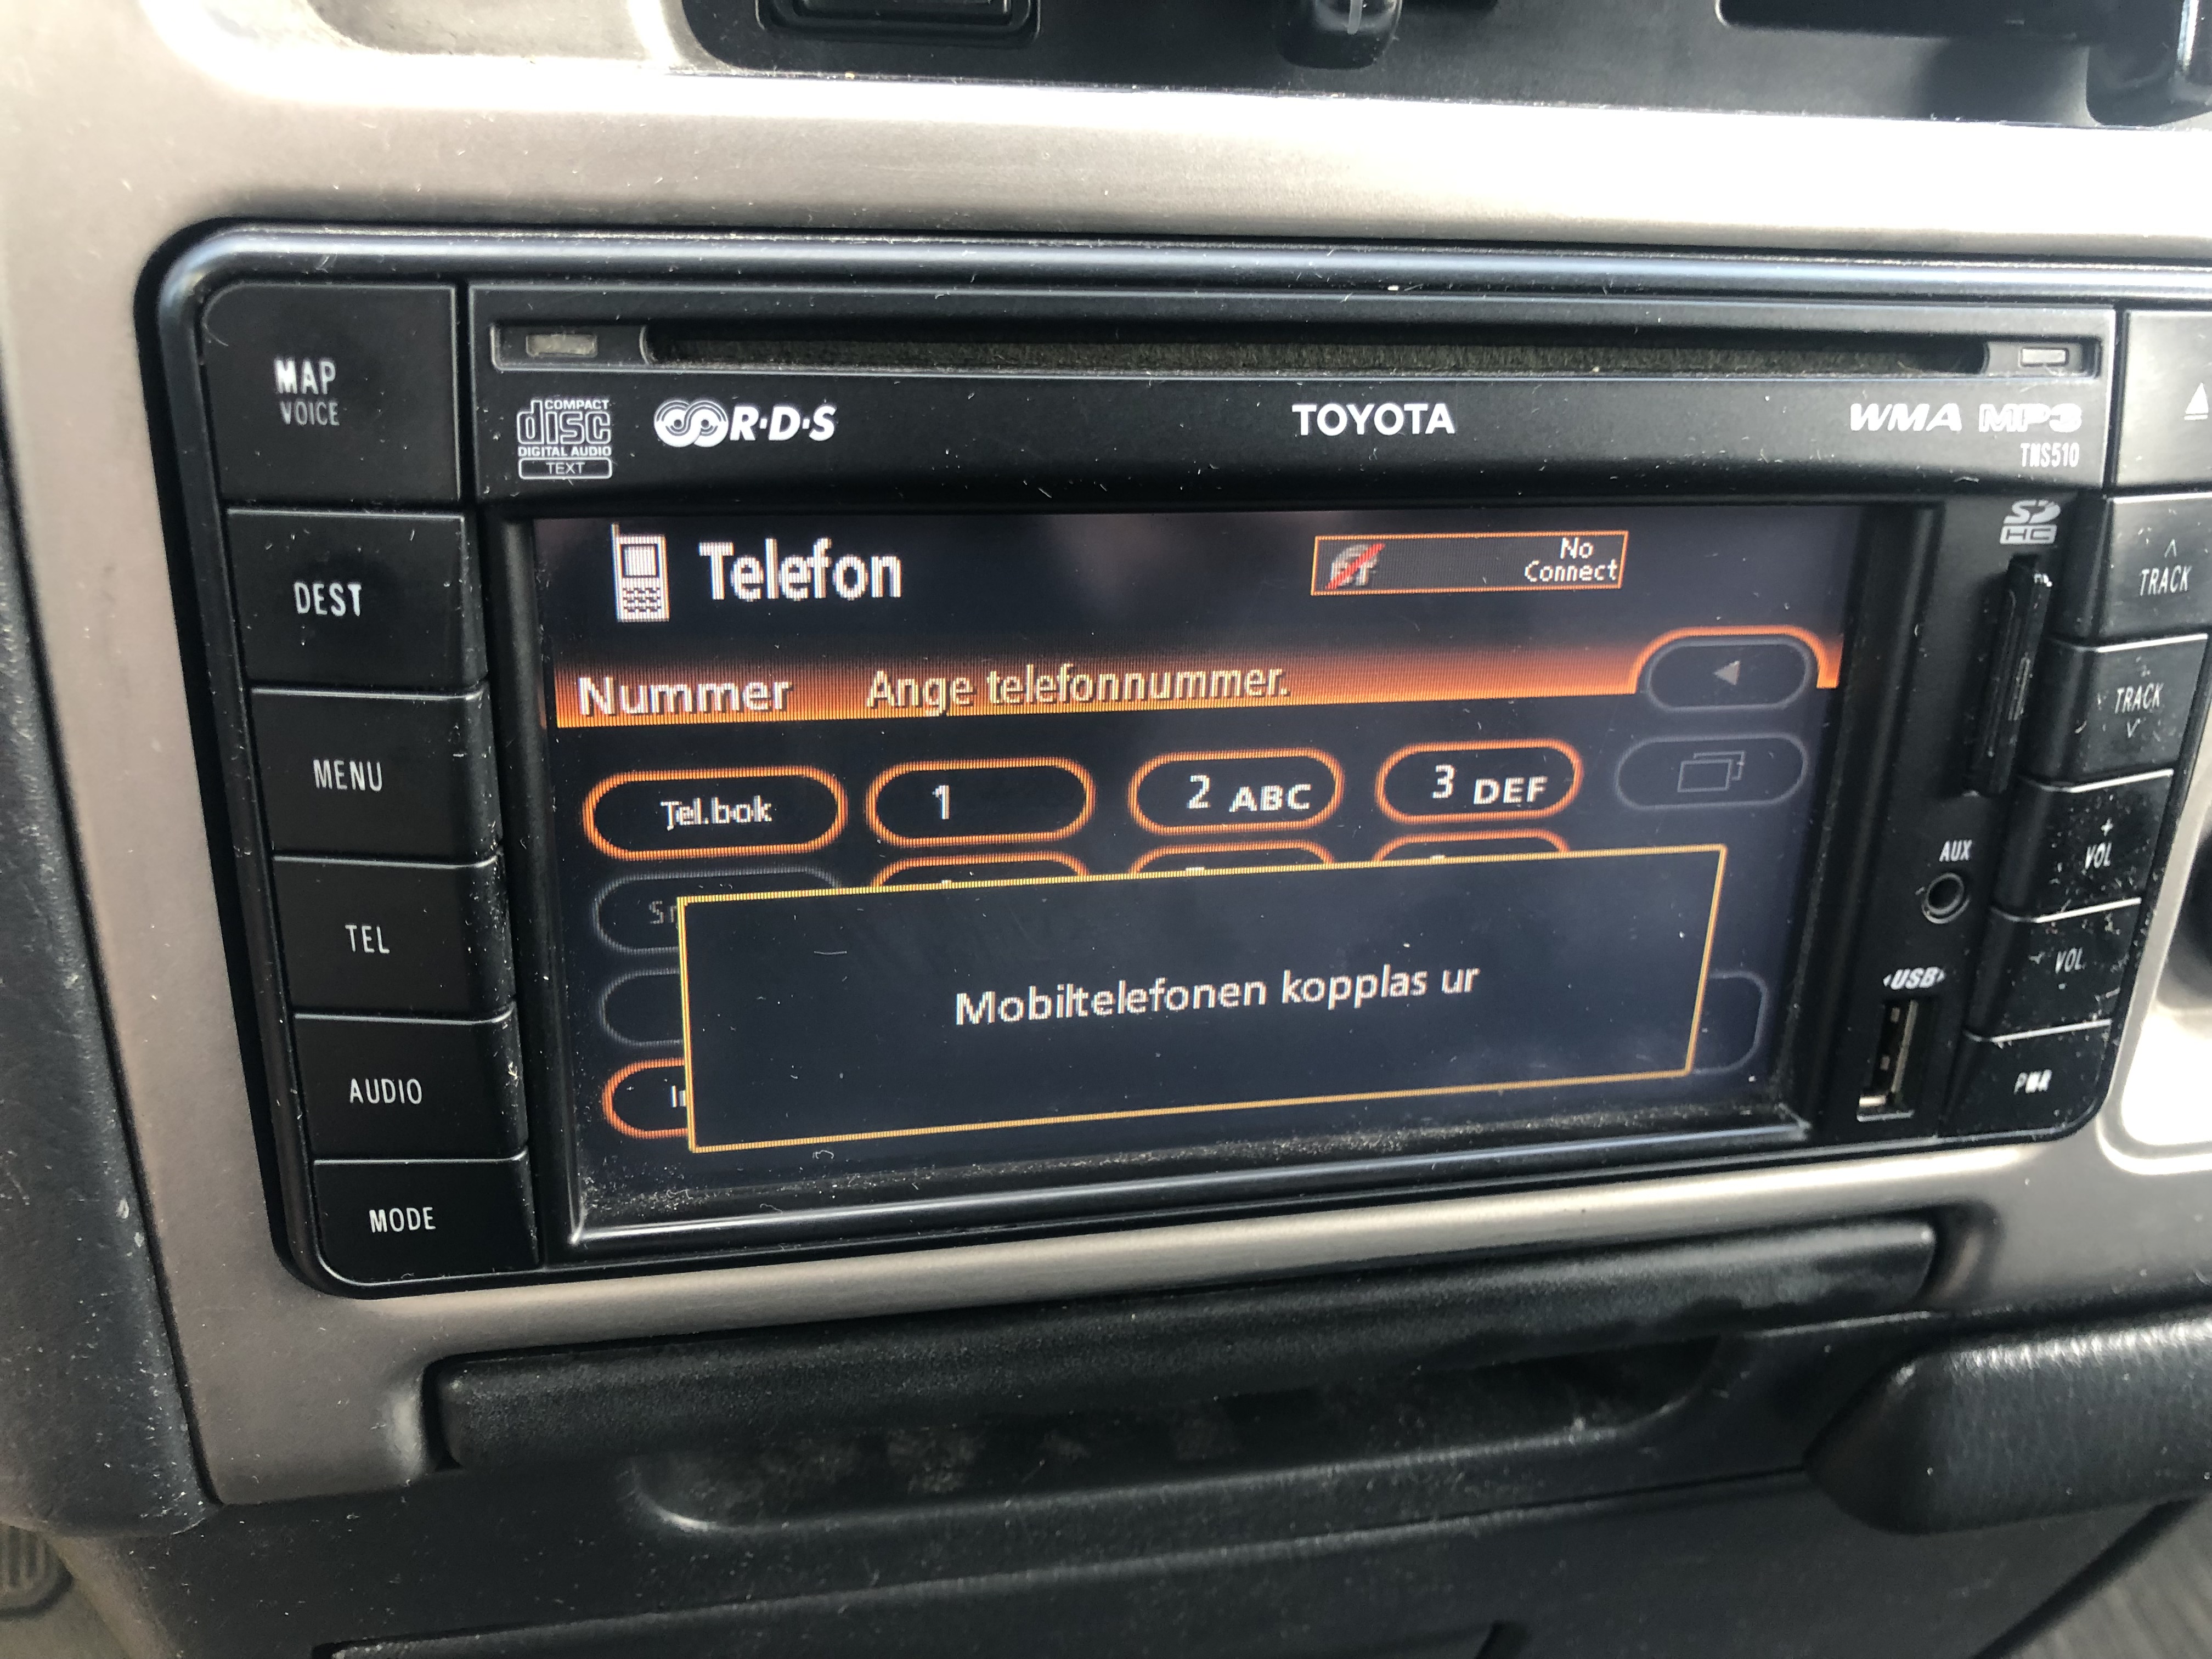 MAP
VOICE
COMPACT
disc
DIGITAL AUDIO
TEXT
R·D·S
TOYOTA
WMA MP3
TNS510
DEST
Telefon
No
Connect
SD
HC
TRACK
Nummer Ange telefonnummer.
TRACK
MENU
Tel.bok
1
2 ABC
3 DEF
+
VOL
AUX
TEL
Mobiltelefonen kopplas ur
VOL
USB
AUDIO
PWR
MODE